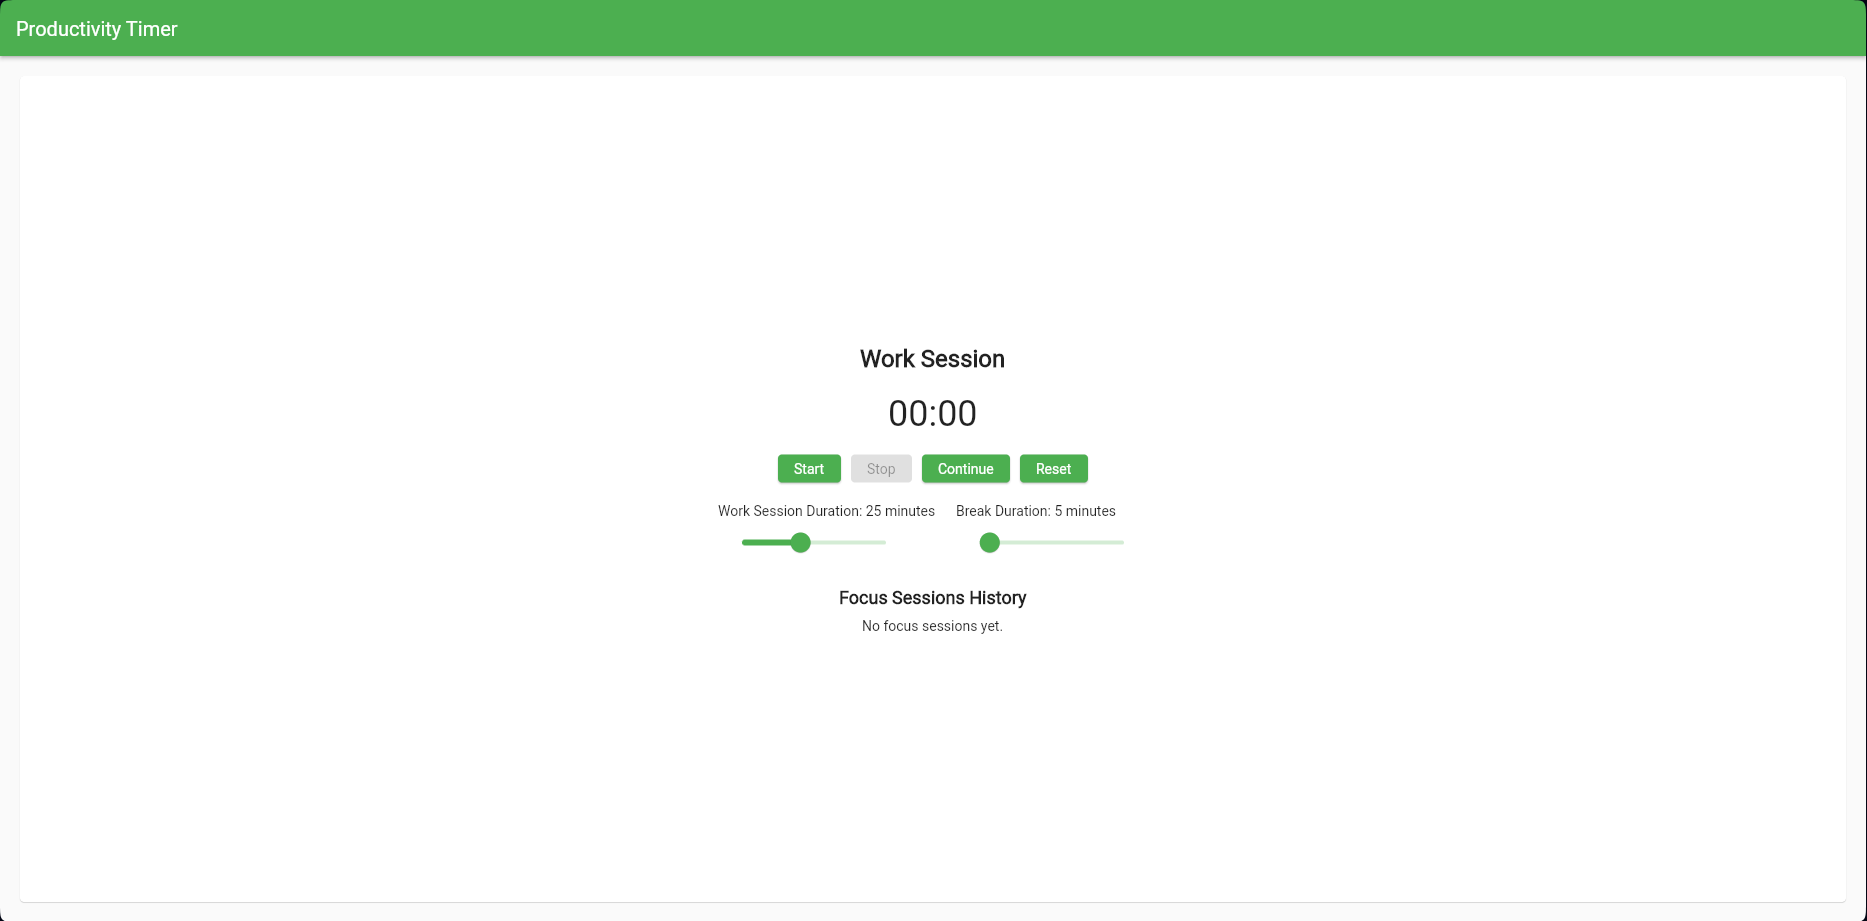 Productivity Timer
Work Session
00:00
Start Stop Continue Reset
Work Session Duration: 25 minutes Break Duration: 5 minutes
Focus Sessions History
No focus sessions yet.